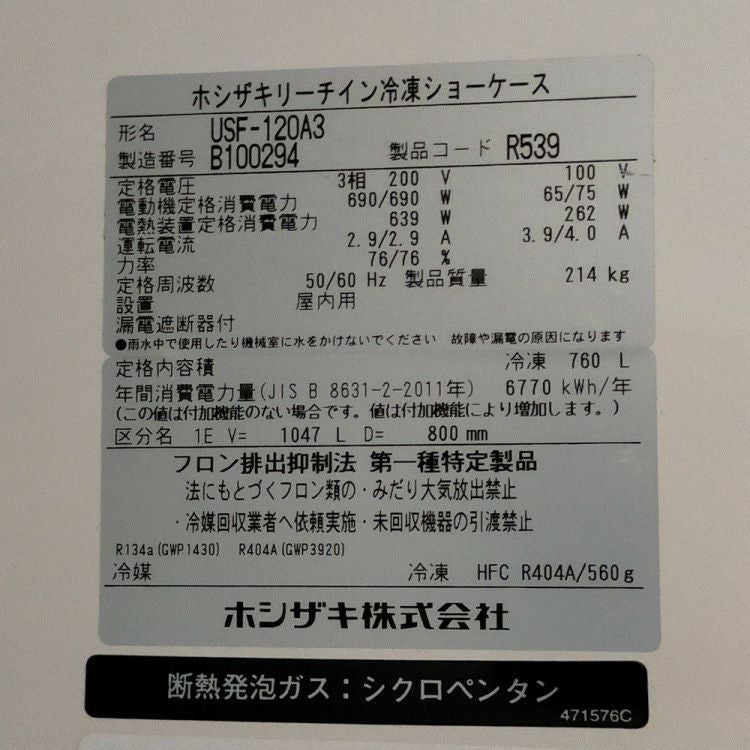 ホシザキリーチイン冷凍ショーケース
形名 USF-120A3
製造番号 B100294 製品コード R539
定格電圧 3相 200 V 100 V
電動機定格消費電力 690/690 W 65/75 W
電熱装置定格消費電力 639 W 262 W
運転電流 2.9/2.9 A 3.9/4.0 A
力率 76/76 %
定格周波数 50/60 Hz 製品質量 214 kg
設置 屋内用
漏電遮断器付
●雨水中で使用したり機械室に水をかけないでください 故障や漏電の原因になります
定格内容積 冷凍 760 L
年間消費電力量(JIS B 8631-2-2011年) 6770 kWh/年
(この値は付加機能のない場合です。値は付加機能により増加します。)
区分名 1E V= 1047 L D= 800 mm
フロン排出抑制法 第一種特定製品
法にもとづくフロン類の・みだり大気放出禁止
・冷媒回収業者へ依頼実施・未回収機器の引渡禁止
R134a(GWP1430) R404A(GWP3920)
冷媒 冷凍 HFC R404A/560g
ホシザキ株式会社
断熱発泡ガス：シクロペンタン
471576C